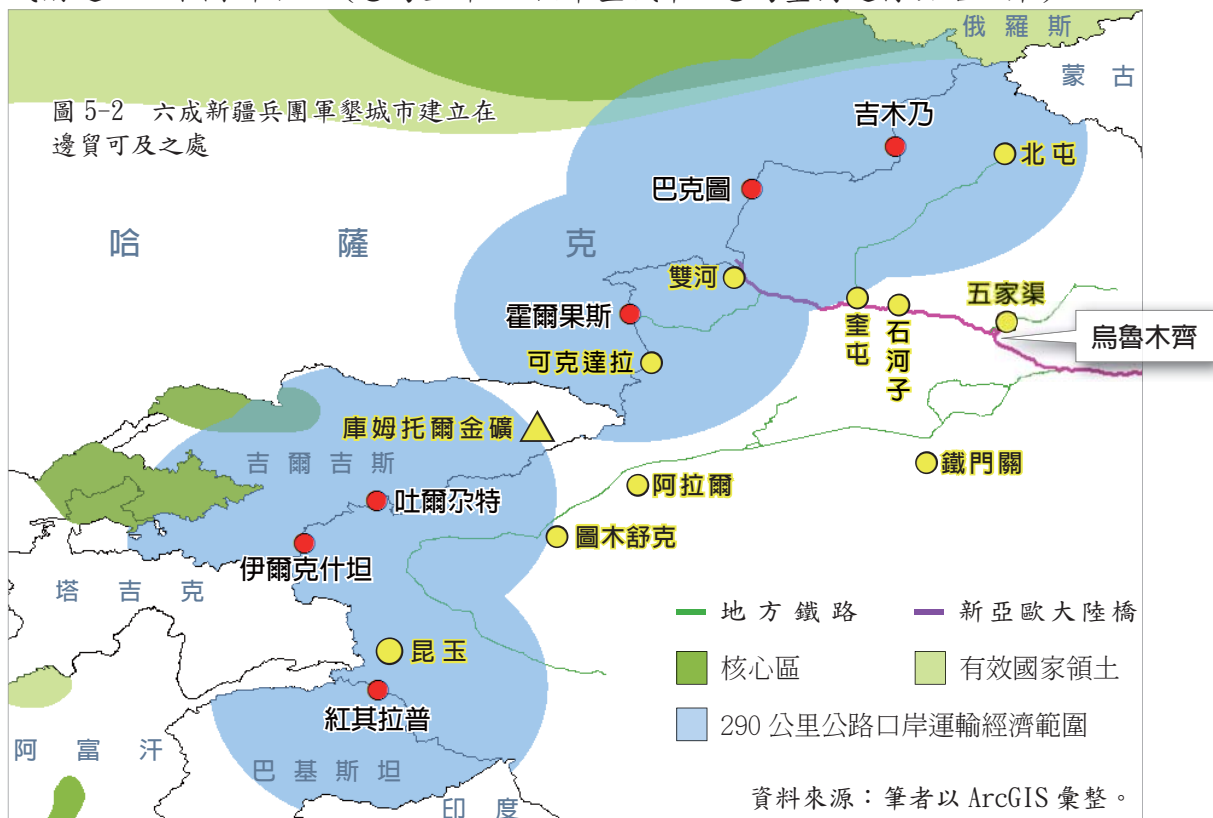 俄羅斯
蒙古
圖 5-2 六成新疆兵團軍墾城市建立在
邊貿可及之處
吉木乃
北屯
巴克圖
哈薩克
雙河
霍爾果斯
奎屯
石河子
五家渠
烏魯木齊
可克達拉
庫姆托爾金礦
吉爾吉斯
鐵門關
阿拉爾
吐爾尕特
圖木舒克
伊爾克什坦
塔吉克
地方鐵路
新亞歐大陸橋
昆玉
核心區
有效國家領土
紅其拉普
290 公里公路口岸運輸經濟範圍
阿富汗
巴基斯坦
印度
資料來源：筆者以 ArcGIS 彙整。